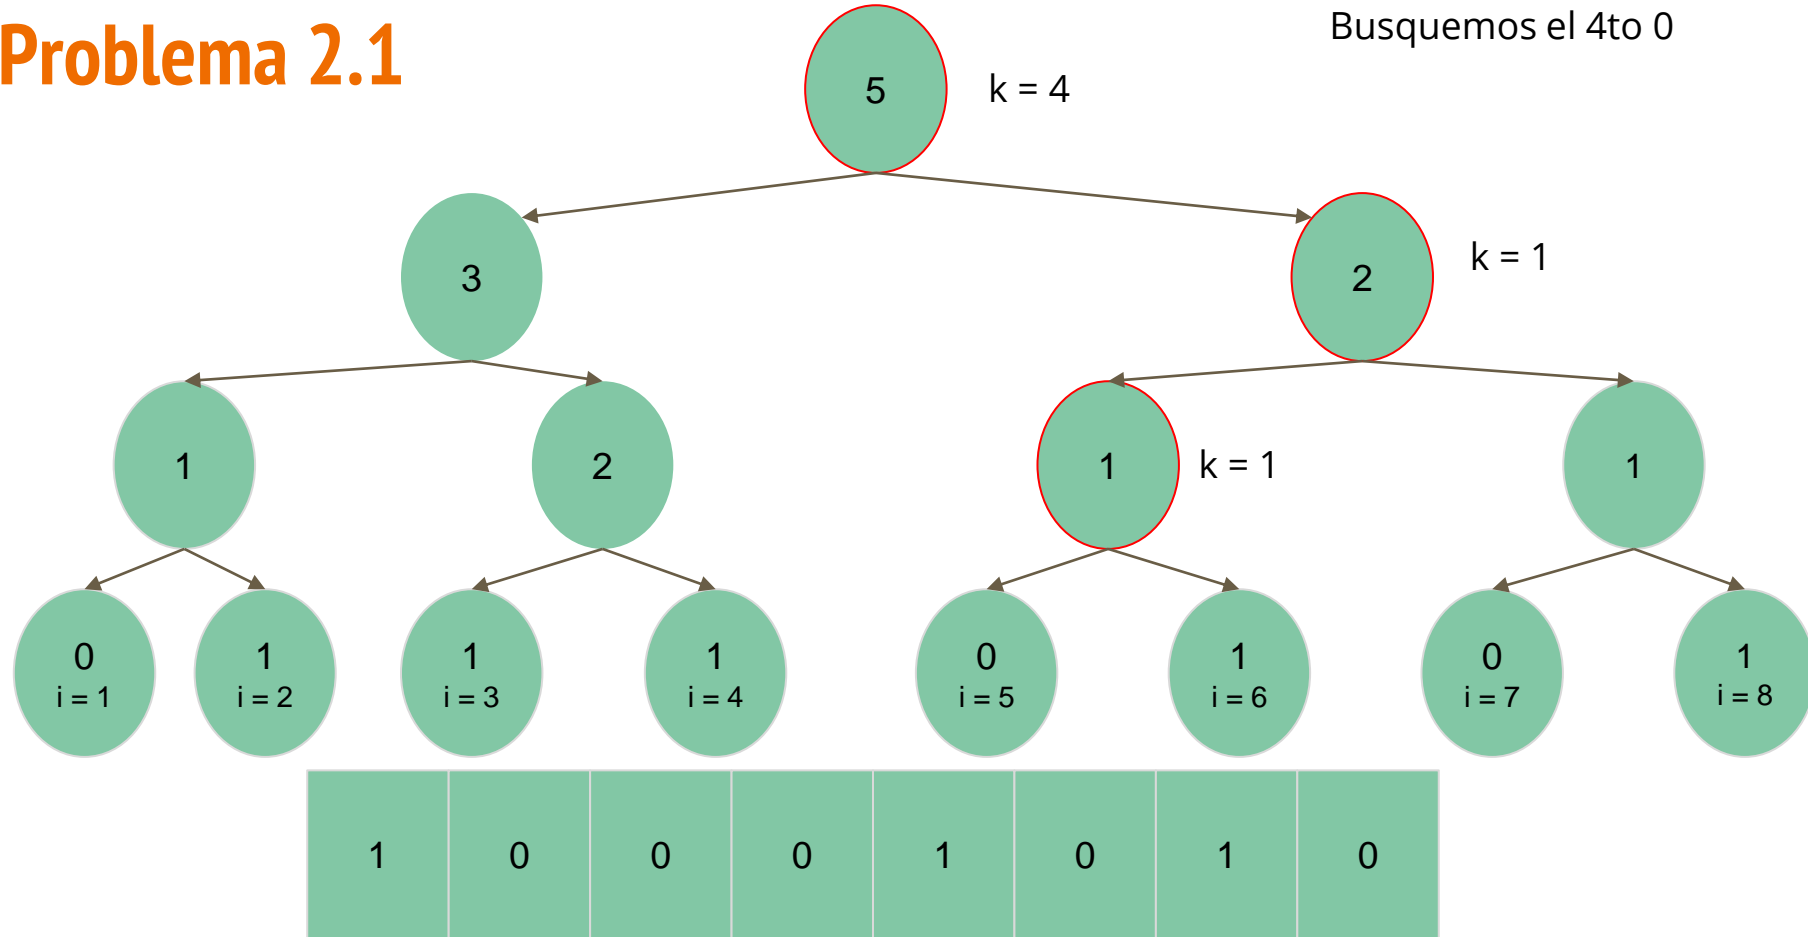 Problema 2.1
Busquemos el 4to 0
5
k = 4
3
2
k = 1
1
2
1
k = 1
1
0
i = 1
1
i = 2
1
i = 3
1
i = 4
0
i = 5
1
i = 6
0
i = 7
1
i = 8
1 0 0 0 1 0 1 0